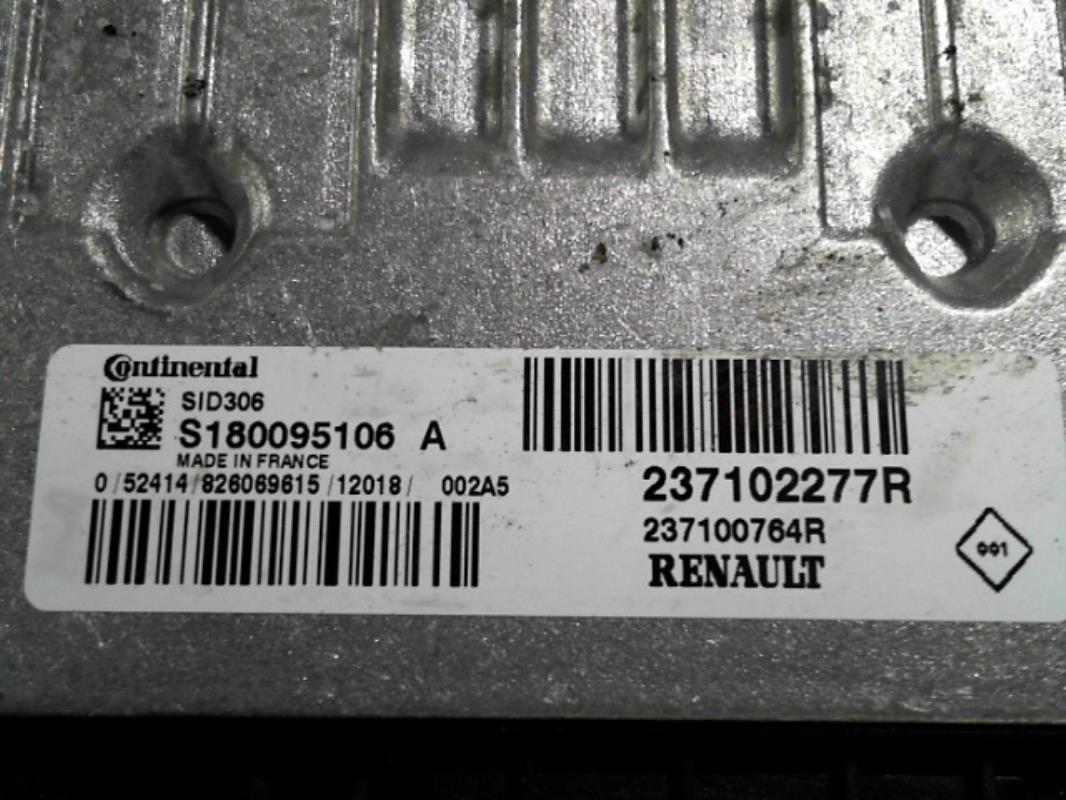 Continental
SID306
S180095106 A
MADE IN FRANCE
0/52414/826069615/12018/ 002A5
237102277R
237100764R
RENAULT
001